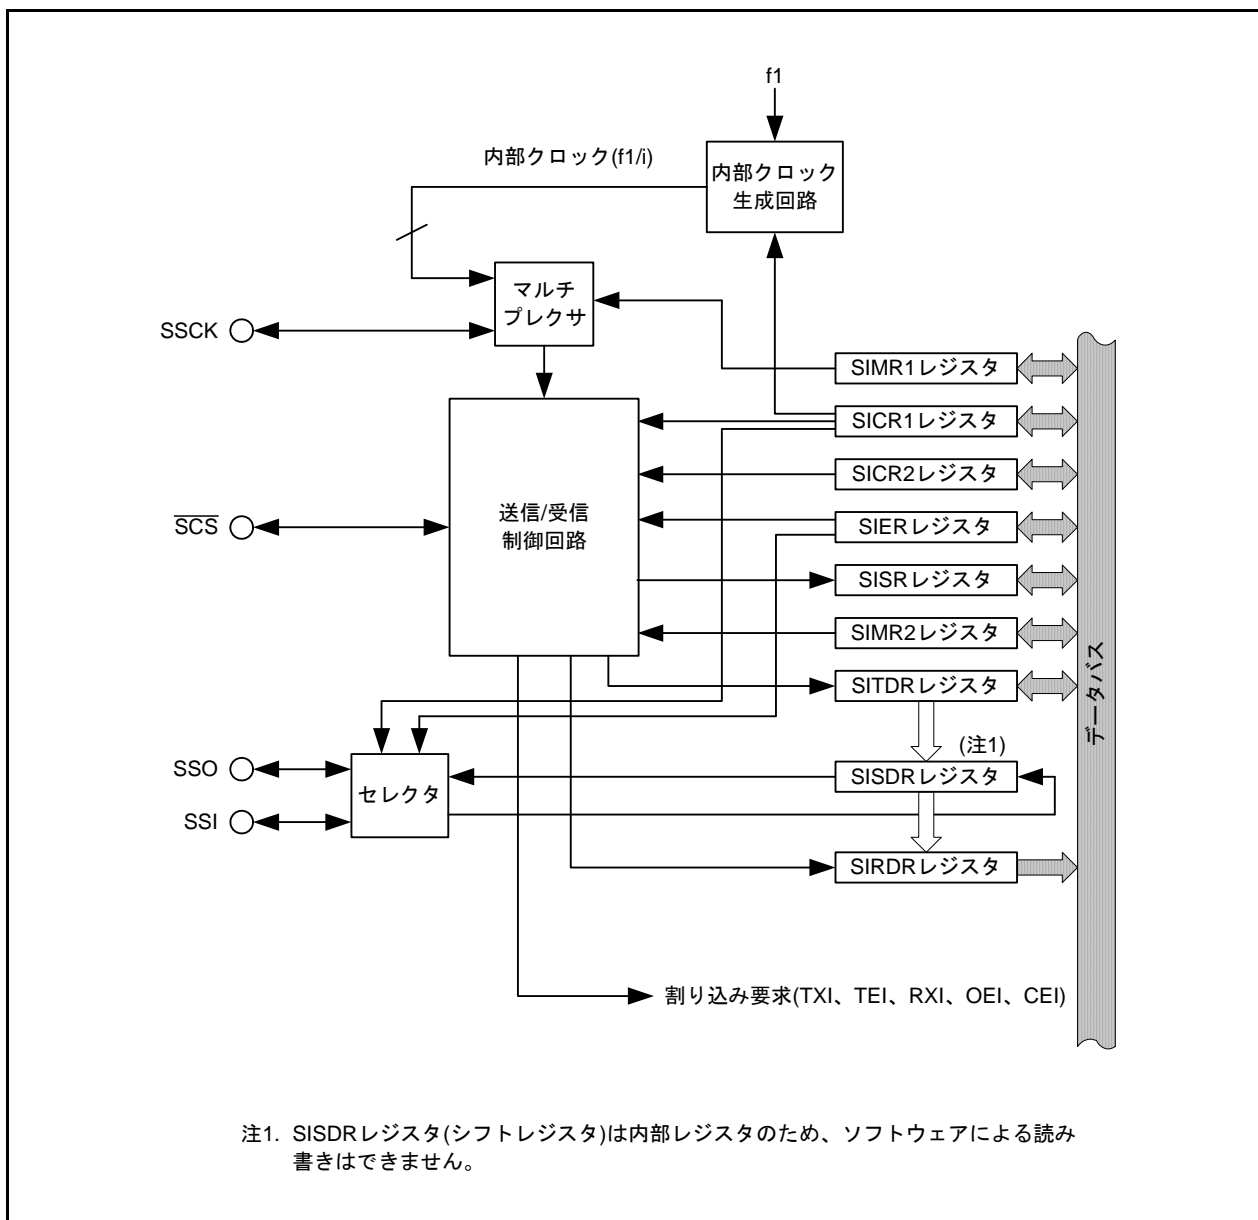 f1
内部クロック(f1/i)
内部クロック
生成回路
マルチ
プレクサ
SSCK
SIMR1レジスタ
SICR1レジスタ
SICR2レジスタ
送信/受信
制御回路
SCS
SIERレジスタ
SISRレジスタ
SIMR2レジスタ
データバス
SITDRレジスタ
(注1)
SSO
SISDRレジスタ
セレクタ
SSI
SIRDRレジスタ
割り込み要求(TXI、TEI、RXI、OEI、CEI)
注1. SISDRレジスタ(シフトレジスタ)は内部レジスタのため、ソフトウェアによる読み
書きはできません。